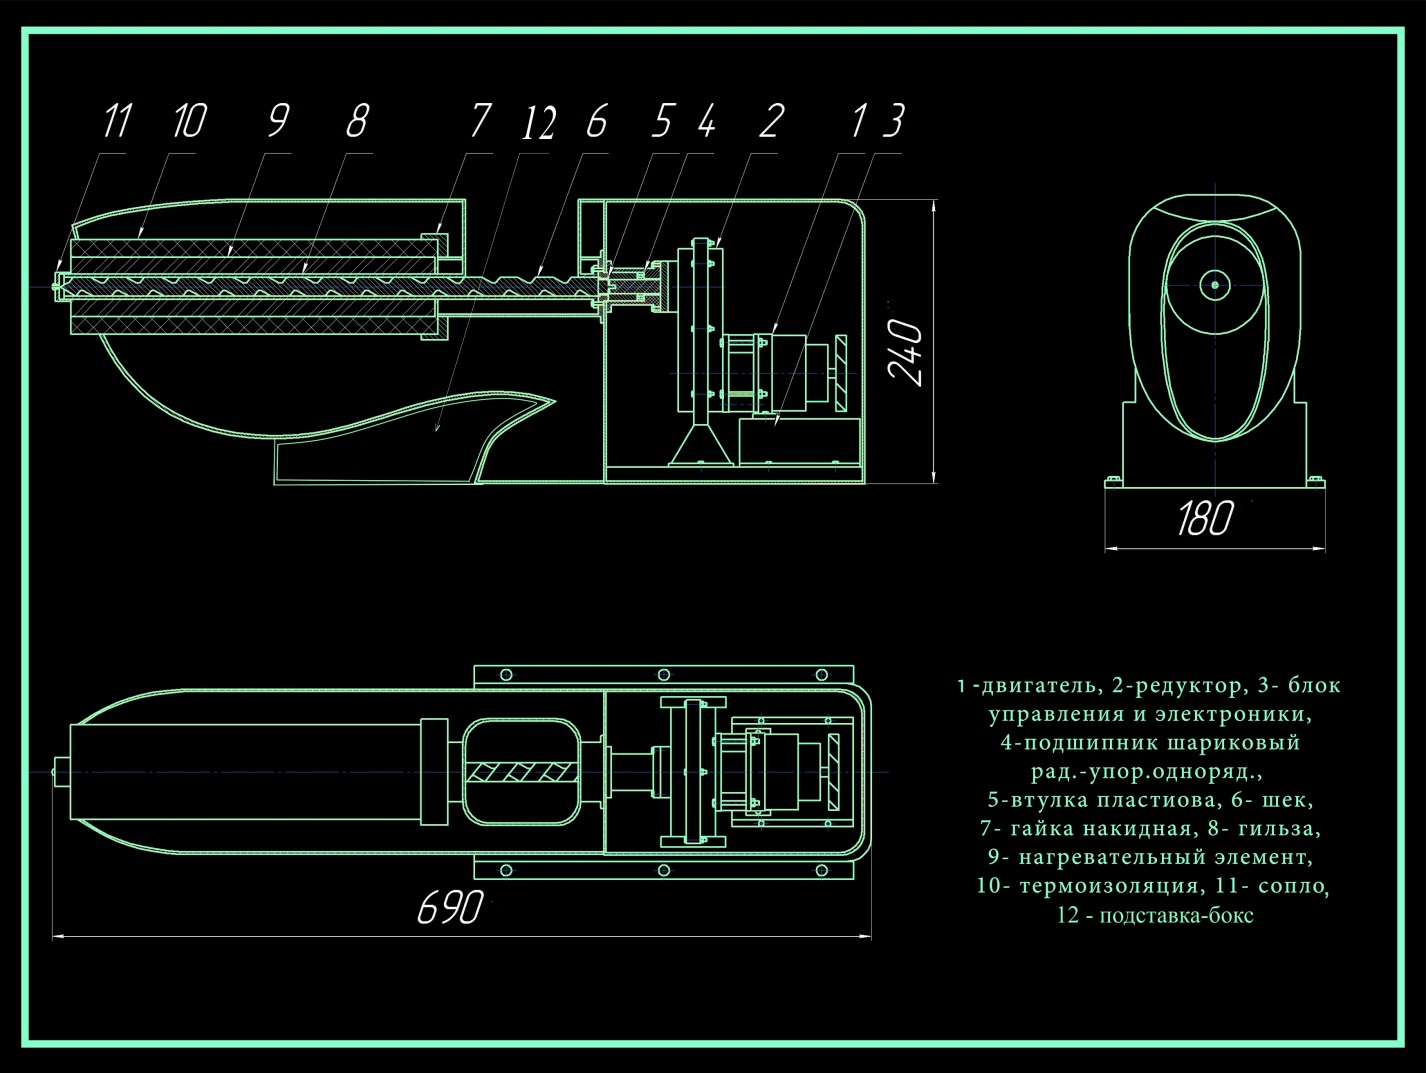 11 10 9 8 7 12 6 5 4 2 1 3
240
180
1 -двигатель, 2-редуктор, 3- блок
управления и электроники,
4-подшипник шариковый
рад.-упор.одноряд.,
5-втулка пластиова, 6- шек,
7- гайка накидная, 8- гильза,
9- нагревательный элемент,
10- термоизоляция, 11- сопло,
12 - подставка-бокс
690